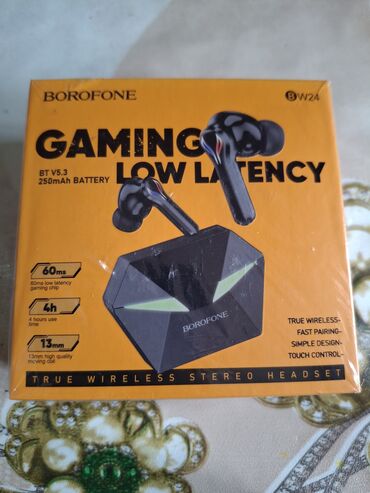 BOROFONE
BW24
GAMING
LOW LATENCY
BT V5.3
250mAh BATTERY
60ms
60ms low latency
gaming chip
4h
4 hours use
time
13mm
13mm high quality
moving coil
BOROFONE
TRUE WIRELESS-
FAST PAIRING-
SIMPLE DESIGN-
TOUCH CONTROL-
TRUE WIRELESS STEREO HEADSET